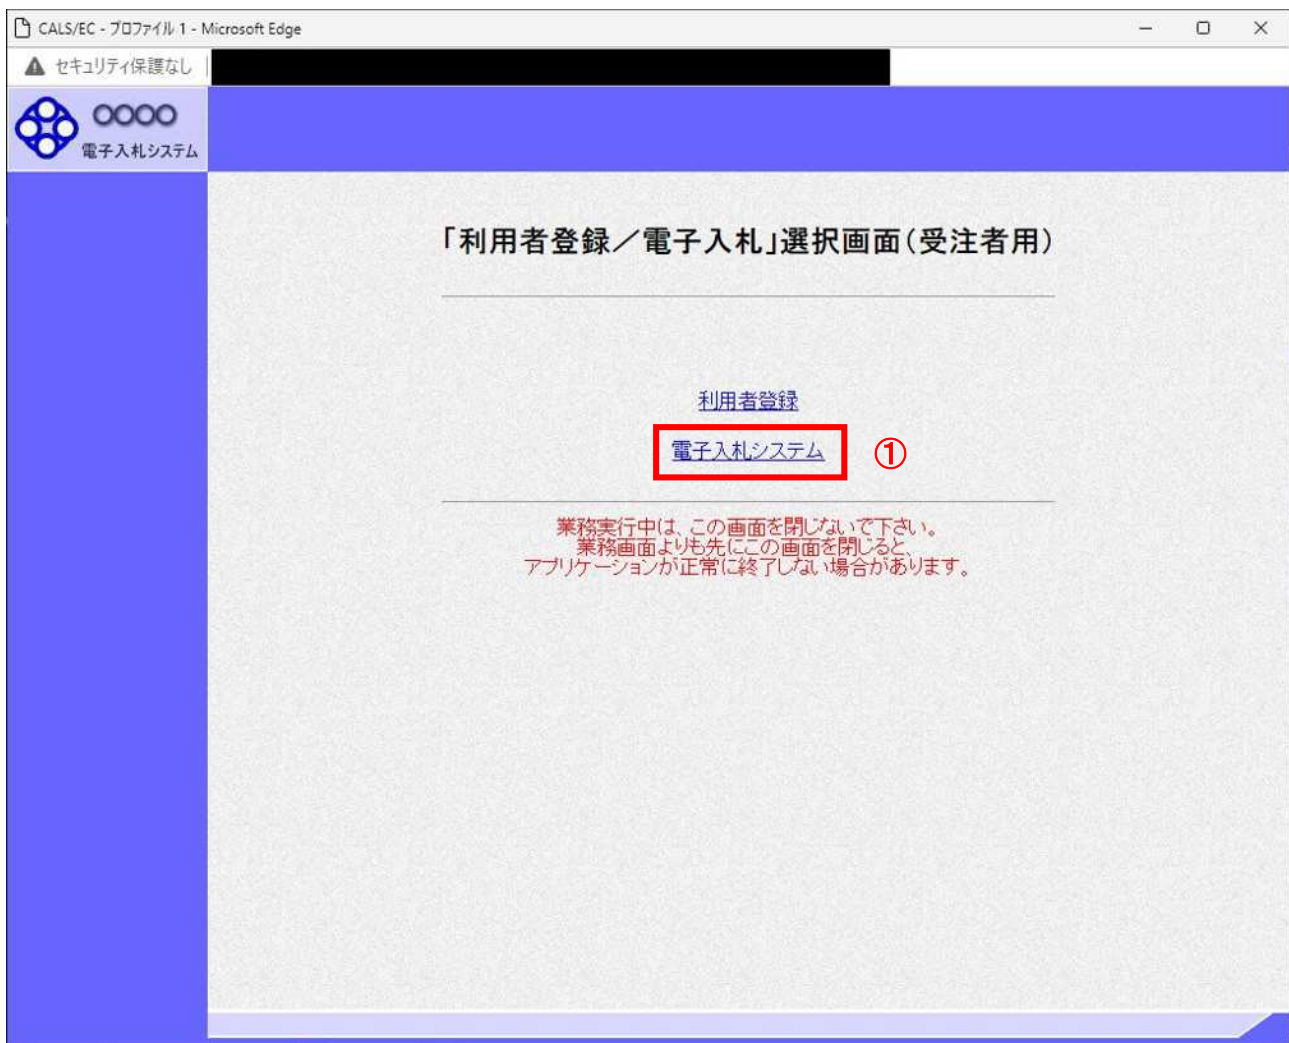 CALS/EC - プロファイル 1 - Microsoft Edge
セキュリティ保護なし
○○○○
電子入札システム
「利用者登録／電子入札」選択画面（受注者用）
利用者登録
電子入札システム ①
業務実行中は、この画面を閉じないで下さい。
業務画面よりも先にこの画面を閉じると、
アプリケーションが正常に終了しない場合があります。